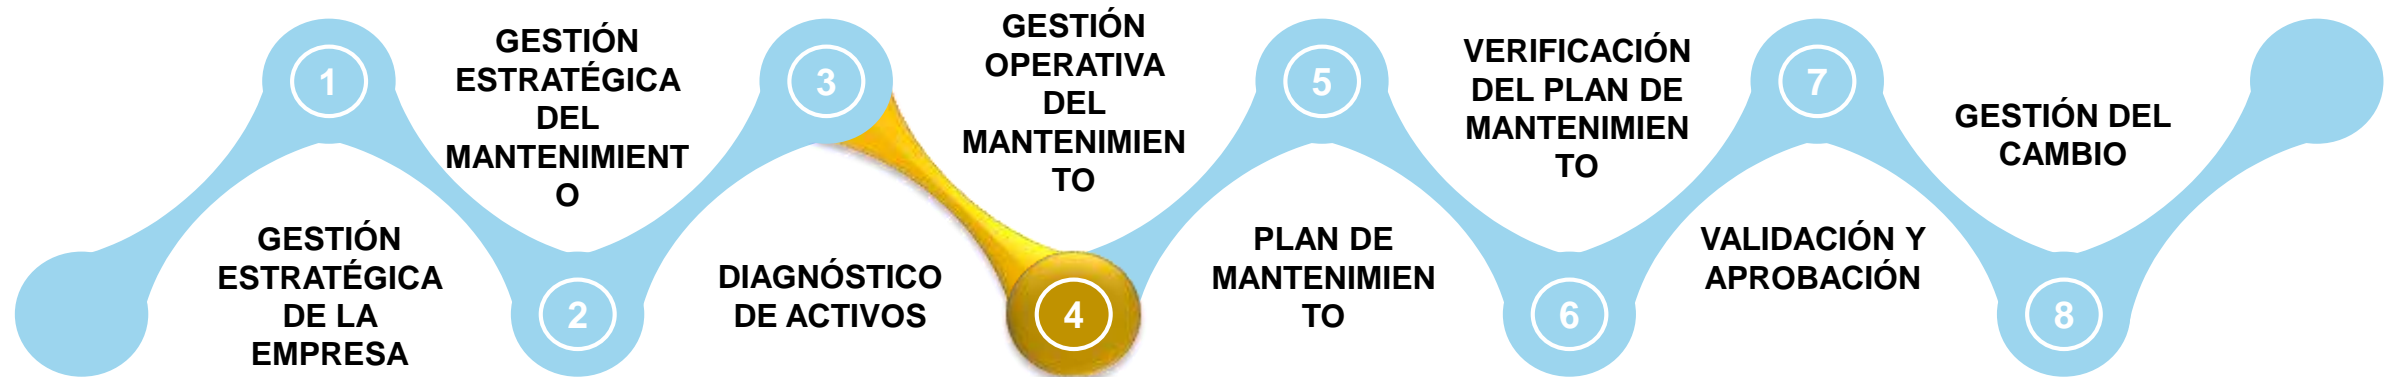 1
GESTIÓN
ESTRATÉGICA
DE LA
EMPRESA
GESTIÓN
ESTRATÉGICA
DEL
MANTENIMIENT
O
2
3
DIAGNÓSTICO
DE ACTIVOS
GESTIÓN
OPERATIVA
DEL
MANTENIMIEN
TO
4
5
PLAN DE
MANTENIMIEN
TO
VERIFICACIÓN
DEL PLAN DE
MANTENIMIEN
TO
6
7
VALIDACIÓN Y
APROBACIÓN
GESTIÓN DEL
CAMBIO
8